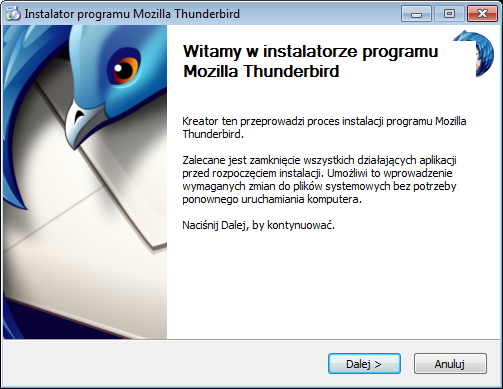 Instalator programu Mozilla Thunderbird
Witamy w instalatorze programu
Mozilla Thunderbird
Kreator ten przeprowadzi proces instalacji programu Mozilla
Thunderbird.
Zalecane jest zamknięcie wszystkich działających aplikacji
przed rozpoczęciem instalacji. Umożliwi to wprowadzenie
wymaganych zmian do plików systemowych bez potrzeby
ponownego uruchamiania komputera.
Naciśnij Dalej, by kontynuować.
Dalej >
Anuluj